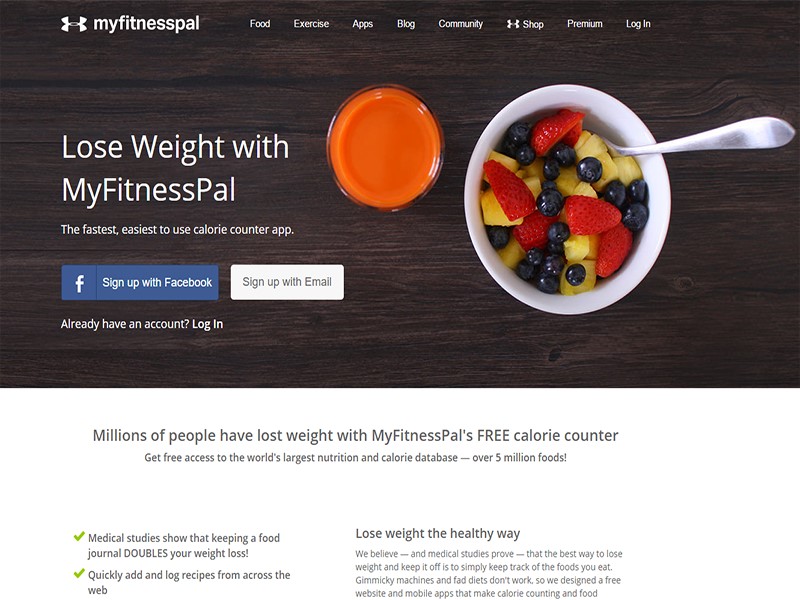 myfitnesspal
Food Exercise Apps Blog Community Shop Premium Log In
Lose Weight with
MyFitnessPal
The fastest, easiest to use calorie counter app.
f Sign up with Facebook Sign up with Email
Already have an account? Log In
Millions of people have lost weight with MyFitnessPal's FREE calorie counter
Get free access to the world's largest nutrition and calorie database — over 5 million foods!
Medical studies show that keeping a food
journal DOUBLES your weight loss!
Quickly add and log recipes from across the
web
Lose weight the healthy way
We believe — and medical studies prove — that the best way to lose
weight and keep it off is to simply keep track of the foods you eat.
Gimmicky machines and fad diets don't work, so we designed a free
website and mobile apps that make calorie counting and food